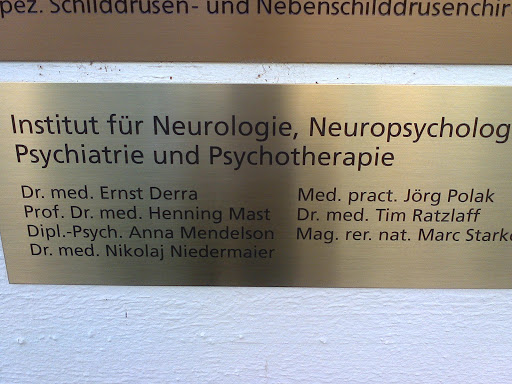 pez. Schilddrüsen- und Nebenschilddrüsenchir
Institut für Neurologie, Neuropsycholog
Psychiatrie und Psychotherapie
Dr. med. Ernst Derra
Prof. Dr. med. Henning Mast
Dipl.-Psych. Anna Mendelson
Dr. med. Nikolaj Niedermaier
Med. pract. Jörg Polak
Dr. med. Tim Ratzlaff
Mag. rer. nat. Marc Stark